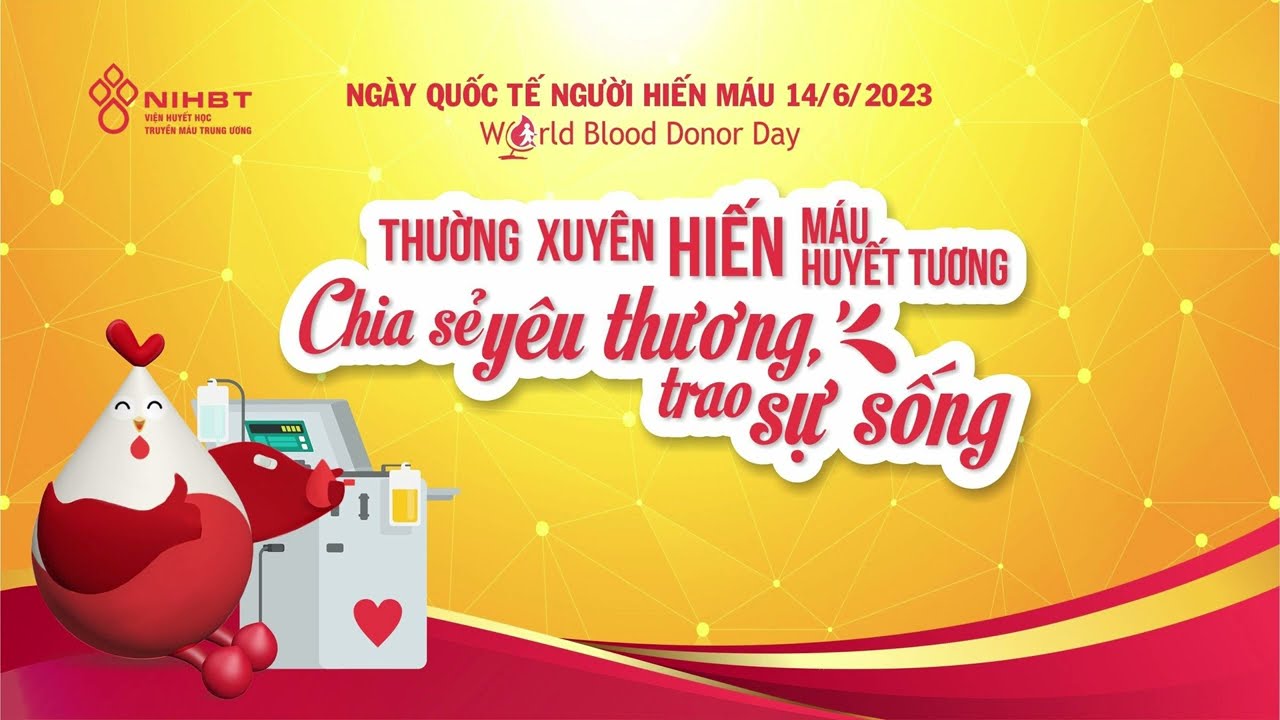 NIHBT
VIỆN HUYẾT HỌC
TRUYỀN MÁU TRUNG ƯƠNG
NGÀY QUỐC TẾ NGƯỜI HIẾN MÁU 14/6/2023
World Blood Donor Day
THƯỜNG XUYÊN HIẾN MÁU
HUYẾT TƯƠNG
Chia sẻ yêu thương,
trao sự sống